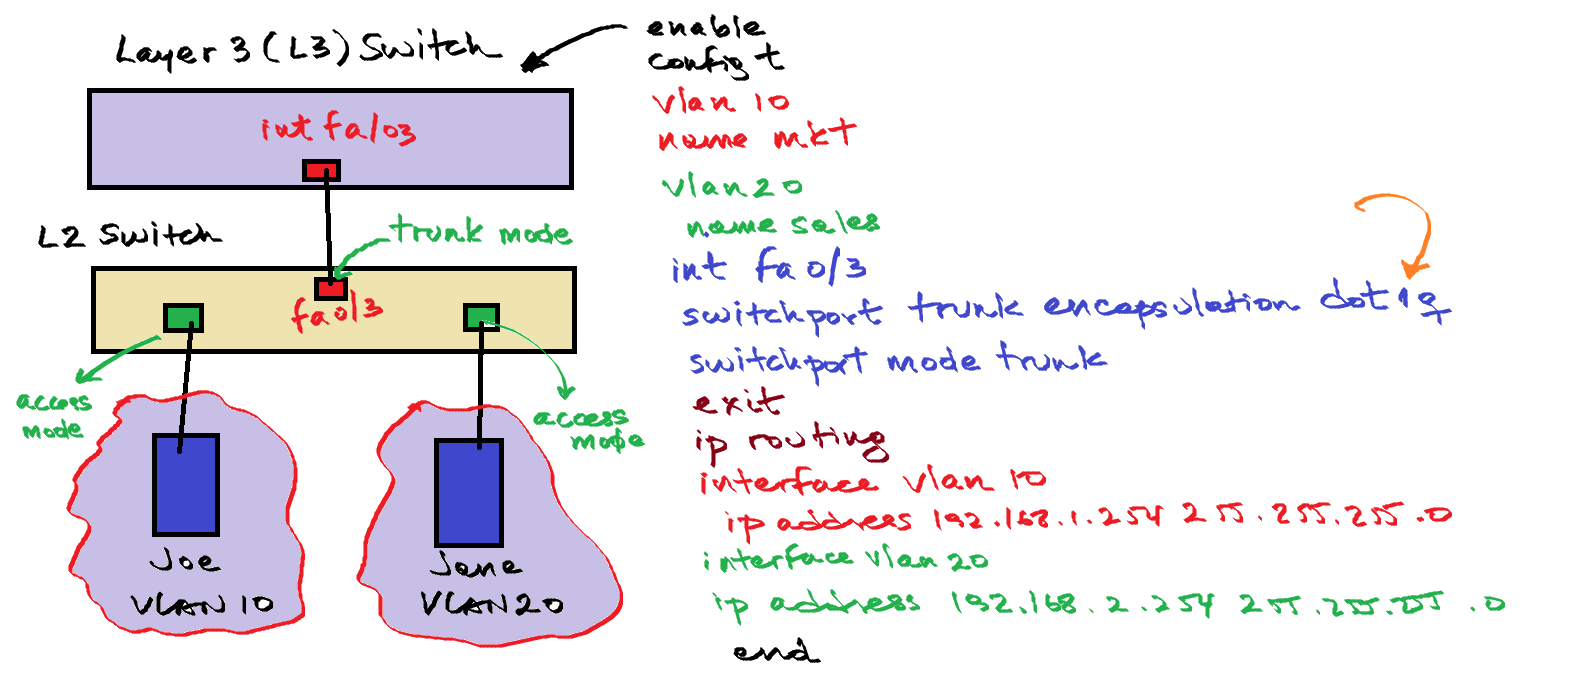 Layer 3 (L3) Switch
int fa/03
L2 Switch
trunk mode
fa0/3
access
mode
access
mode
Joe
VLAN 10
Jane
VLAN 20
enable
config t
vlan 10
name mkt
vlan 20
name sales
int fa 0/3
switchport trunk encapsulation dot1q
switchport mode trunk
exit
ip routing
interface vlan 10
ip address 192.168.1.254 255.255.255.0
interface vlan 20
ip address 192.168.2.254 255.255.255.0
end